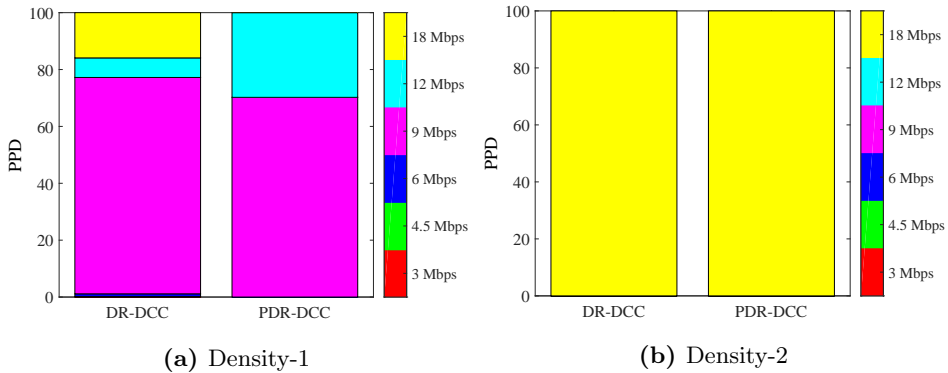 100
80
60
40
20
0
PPD
DR-DCC
PDR-DCC
18 Mbps
12 Mbps
9 Mbps
6 Mbps
4.5 Mbps
3 Mbps
(a) Density-1
100
80
60
40
20
0
PPD
DR-DCC
PDR-DCC
18 Mbps
12 Mbps
9 Mbps
6 Mbps
4.5 Mbps
3 Mbps
(b) Density-2